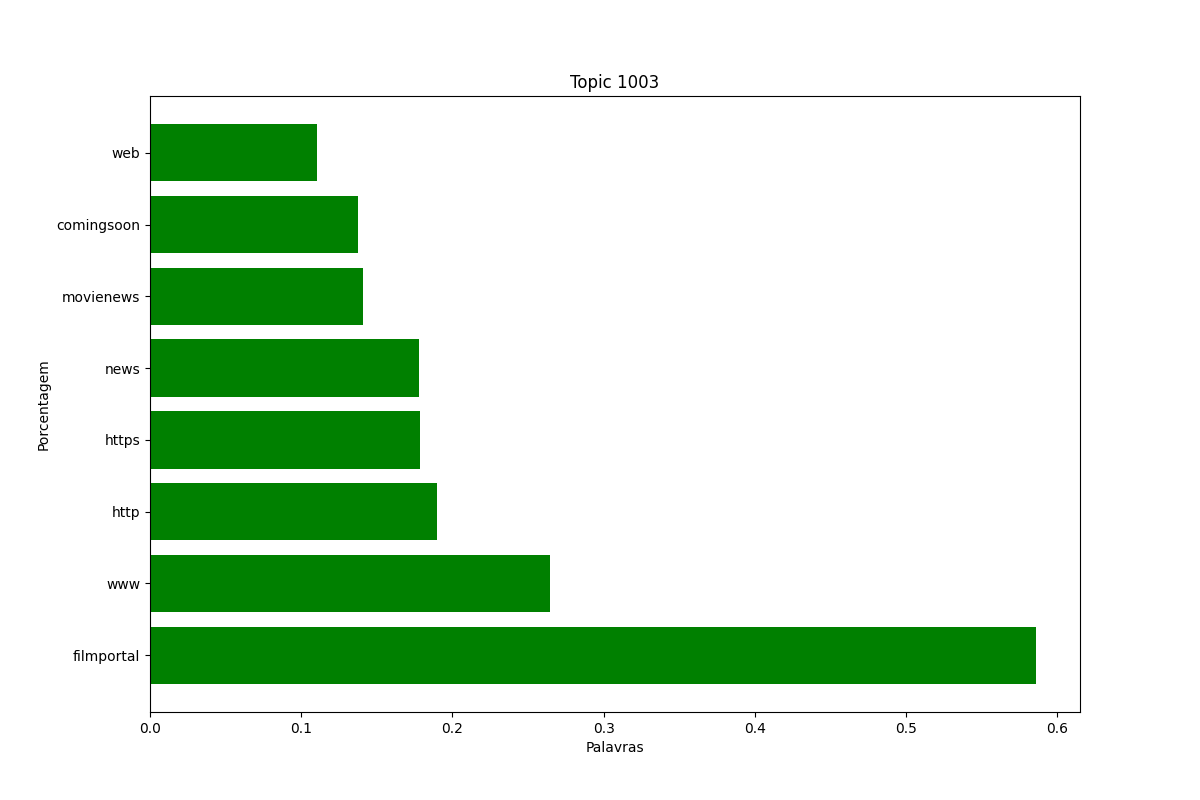 Topic 1003
web
comingsoon
movienews
news
https
http
www
filmportal
Porcentagem
0.0 0.1 0.2 0.3 0.4 0.5 0.6
Palavras